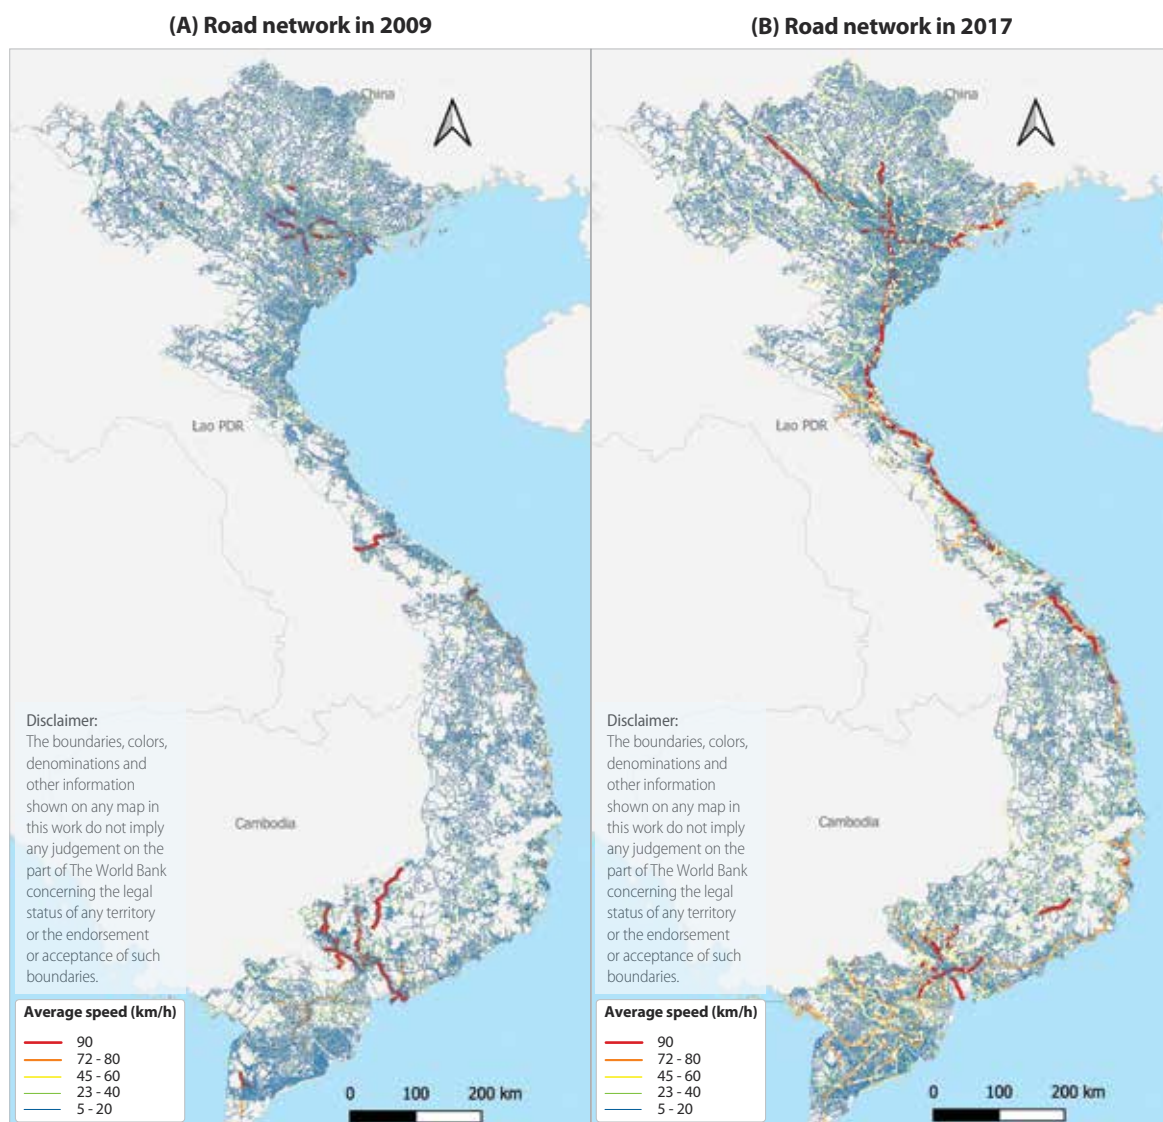 (A) Road network in 2009
China
Lao PDR
Cambodia
Disclaimer:
The boundaries, colors,
denominations and
other information
shown on any map in
this work do not imply
any judgement on the
part of The World Bank
concerning the legal
status of any territory
or the endorsement
or acceptance of such
boundaries.
Average speed (km/h)
90
72 - 80
45 - 60
23 - 40
5 - 20
0 100 200 km
(B) Road network in 2017
China
Lao PDR
Cambodia
Disclaimer:
The boundaries, colors,
denominations and
other information
shown on any map in
this work do not imply
any judgement on the
part of The World Bank
concerning the legal
status of any territory
or the endorsement
or acceptance of such
boundaries.
Average speed (km/h)
90
72 - 80
45 - 60
23 - 40
5 - 20
0 100 200 km